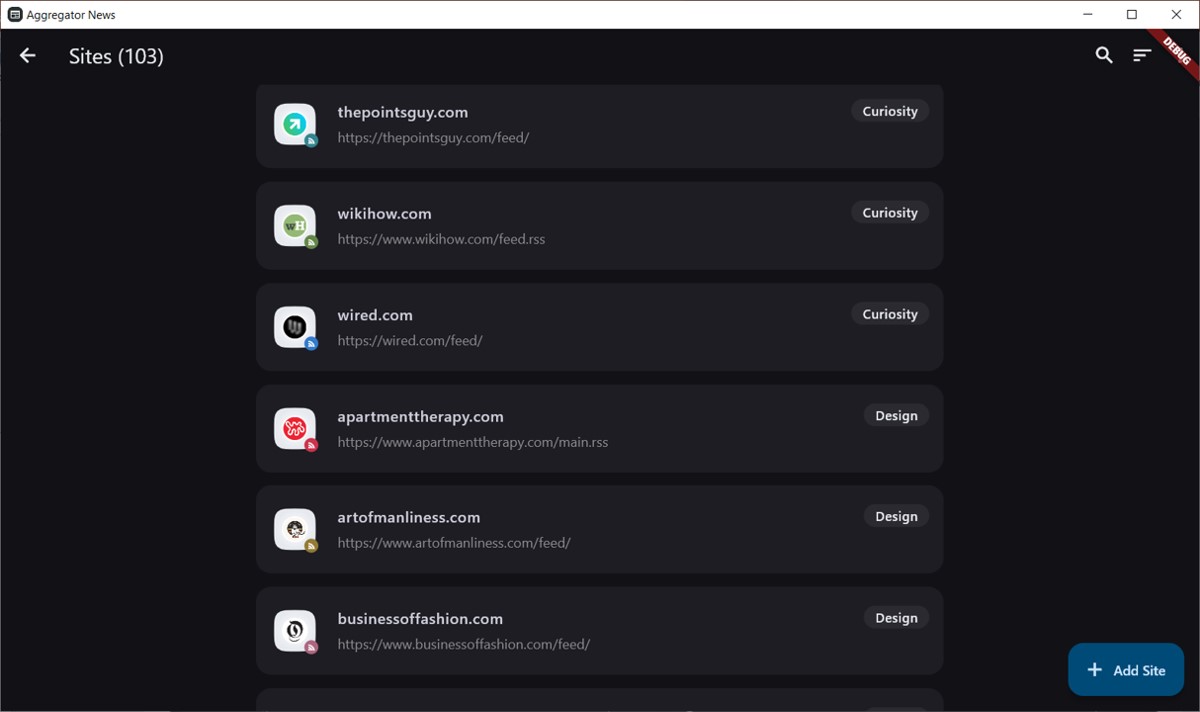 Aggregator News
Sites (103)
DEBUG
thepointsguy.com
Curiosity
https://thepointsguy.com/feed/
wikihow.com
Curiosity
https://www.wikihow.com/feed.rss
wired.com
Curiosity
https://wired.com/feed/
apartmenttherapy.com
Design
https://www.apartmenttherapy.com/main.rss
artofmanliness.com
Design
https://www.artofmanliness.com/feed/
businessoffashion.com
Design
https://www.businessoffashion.com/feed/
+ Add Site